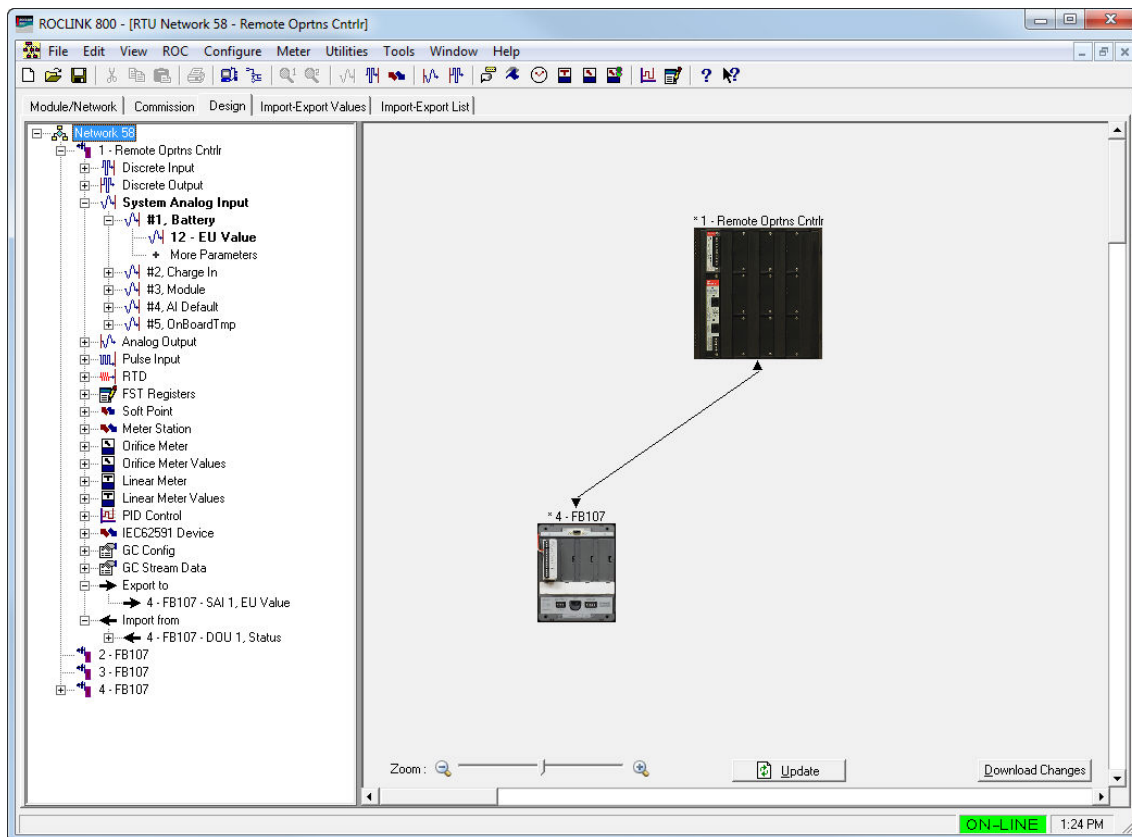 ROCLINK 800 - [RTU Network 58 - Remote Oprtns Cntrlr]
File Edit View ROC Configure Meter Utilities Tools Window Help
Module/Network Commission Design Import-Export Values Import-Export List
Network 58
1 - Remote Oprtns Cntrlr
Discrete Input
Discrete Output
System Analog Input
#1, Battery
12 - EU Value
More Parameters
#2, Charge In
#3, Module
#4, AI Default
#5, OnBoardTmp
Analog Output
Pulse Input
RTD
FST Registers
Soft Point
Meter Station
Orifice Meter
Orifice Meter Values
Linear Meter
Linear Meter Values
PID Control
IEC62591 Device
GC Config
GC Stream Data
Export to
4 - FB107 - SAI 1, EU Value
Import from
4 - FB107 - DOU 1, Status
2 - FB107
3 - FB107
4 - FB107
* 1 - Remote Oprtns Cntrlr
* 4 - FB107
Zoom :
Update
Download Changes
ON-LINE
1:24 PM